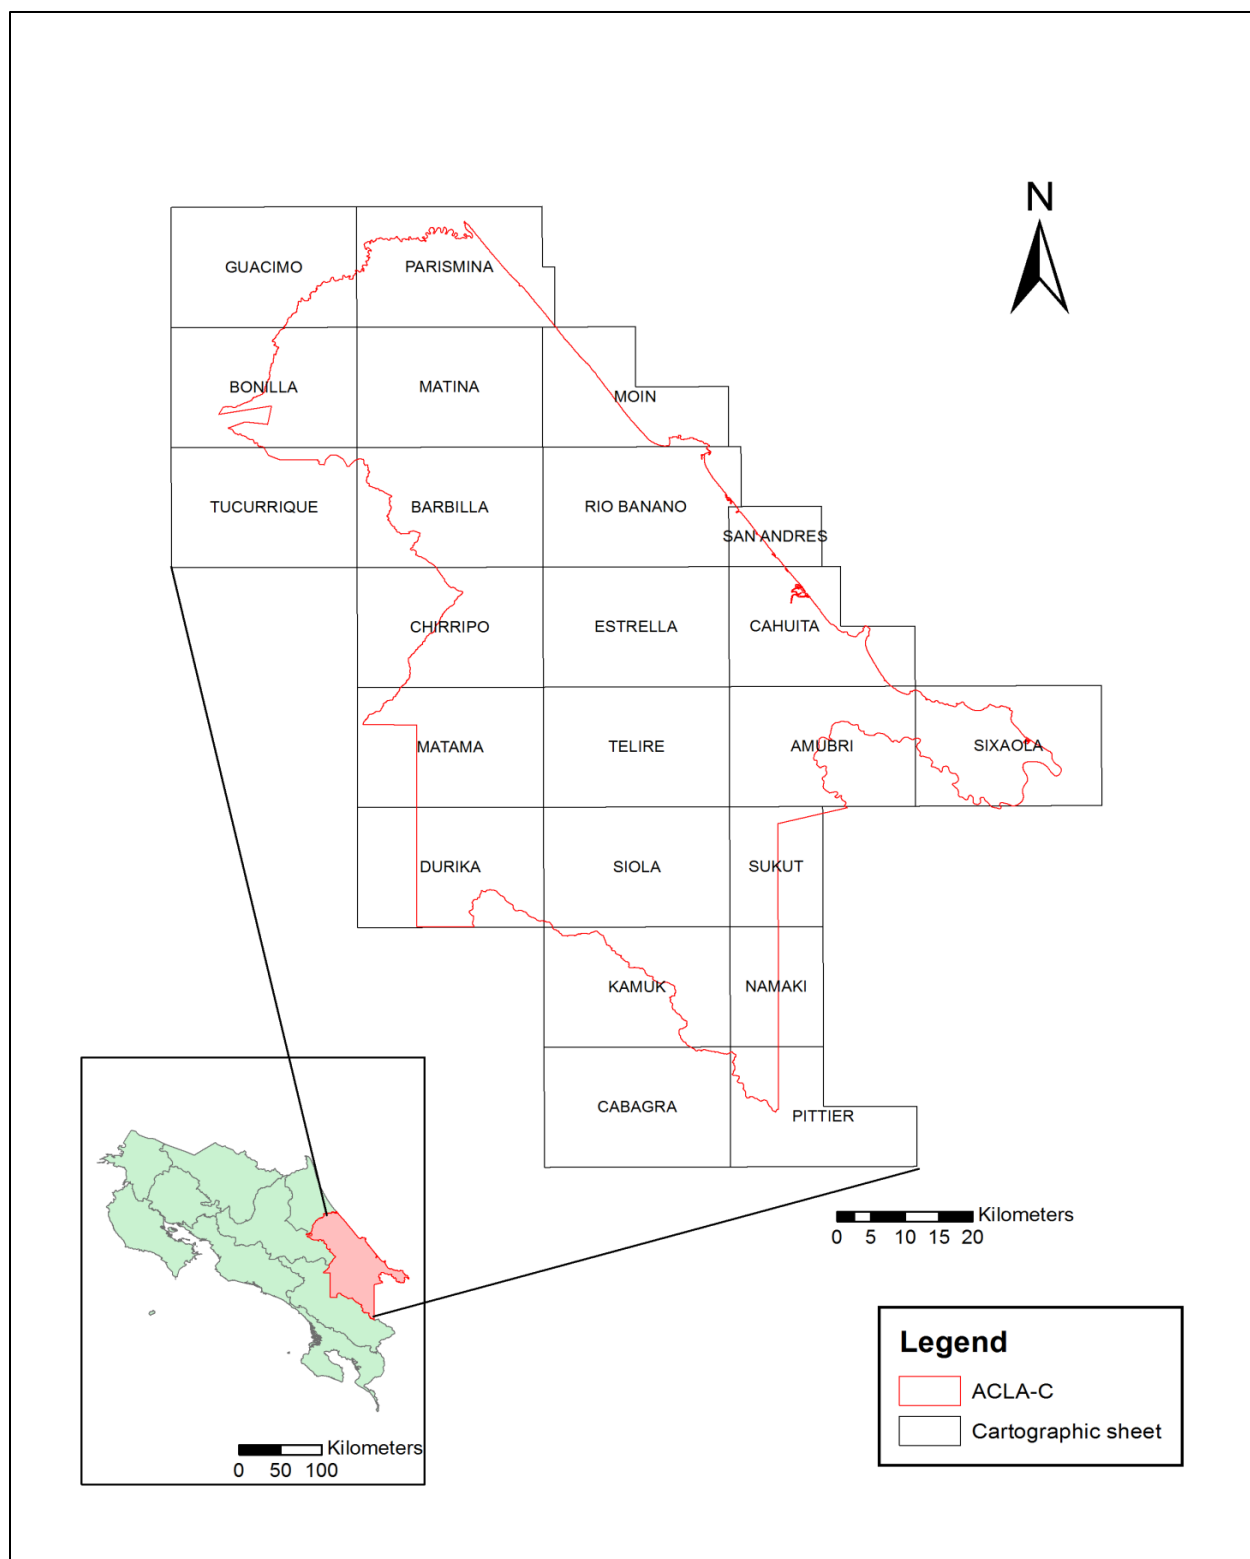 N
GUACIMO
PARISMINA
BONILLA
MATINA
MOIN
TUCURRIQUE
BARBILLA
RIO BANANO
SAN ANDRES
CHIRRIPO
ESTRELLA
CAHUITA
MATAMA
TELIRE
AMUBRI
SIXAOLA
DURIKA
SIOLA
SUKUT
KAMUK
NAMAKI
CABAGRA
PITTIER
Kilometers
0 5 10 15 20
Kilometers
0 50 100
Legend
ACLA-C
Cartographic sheet